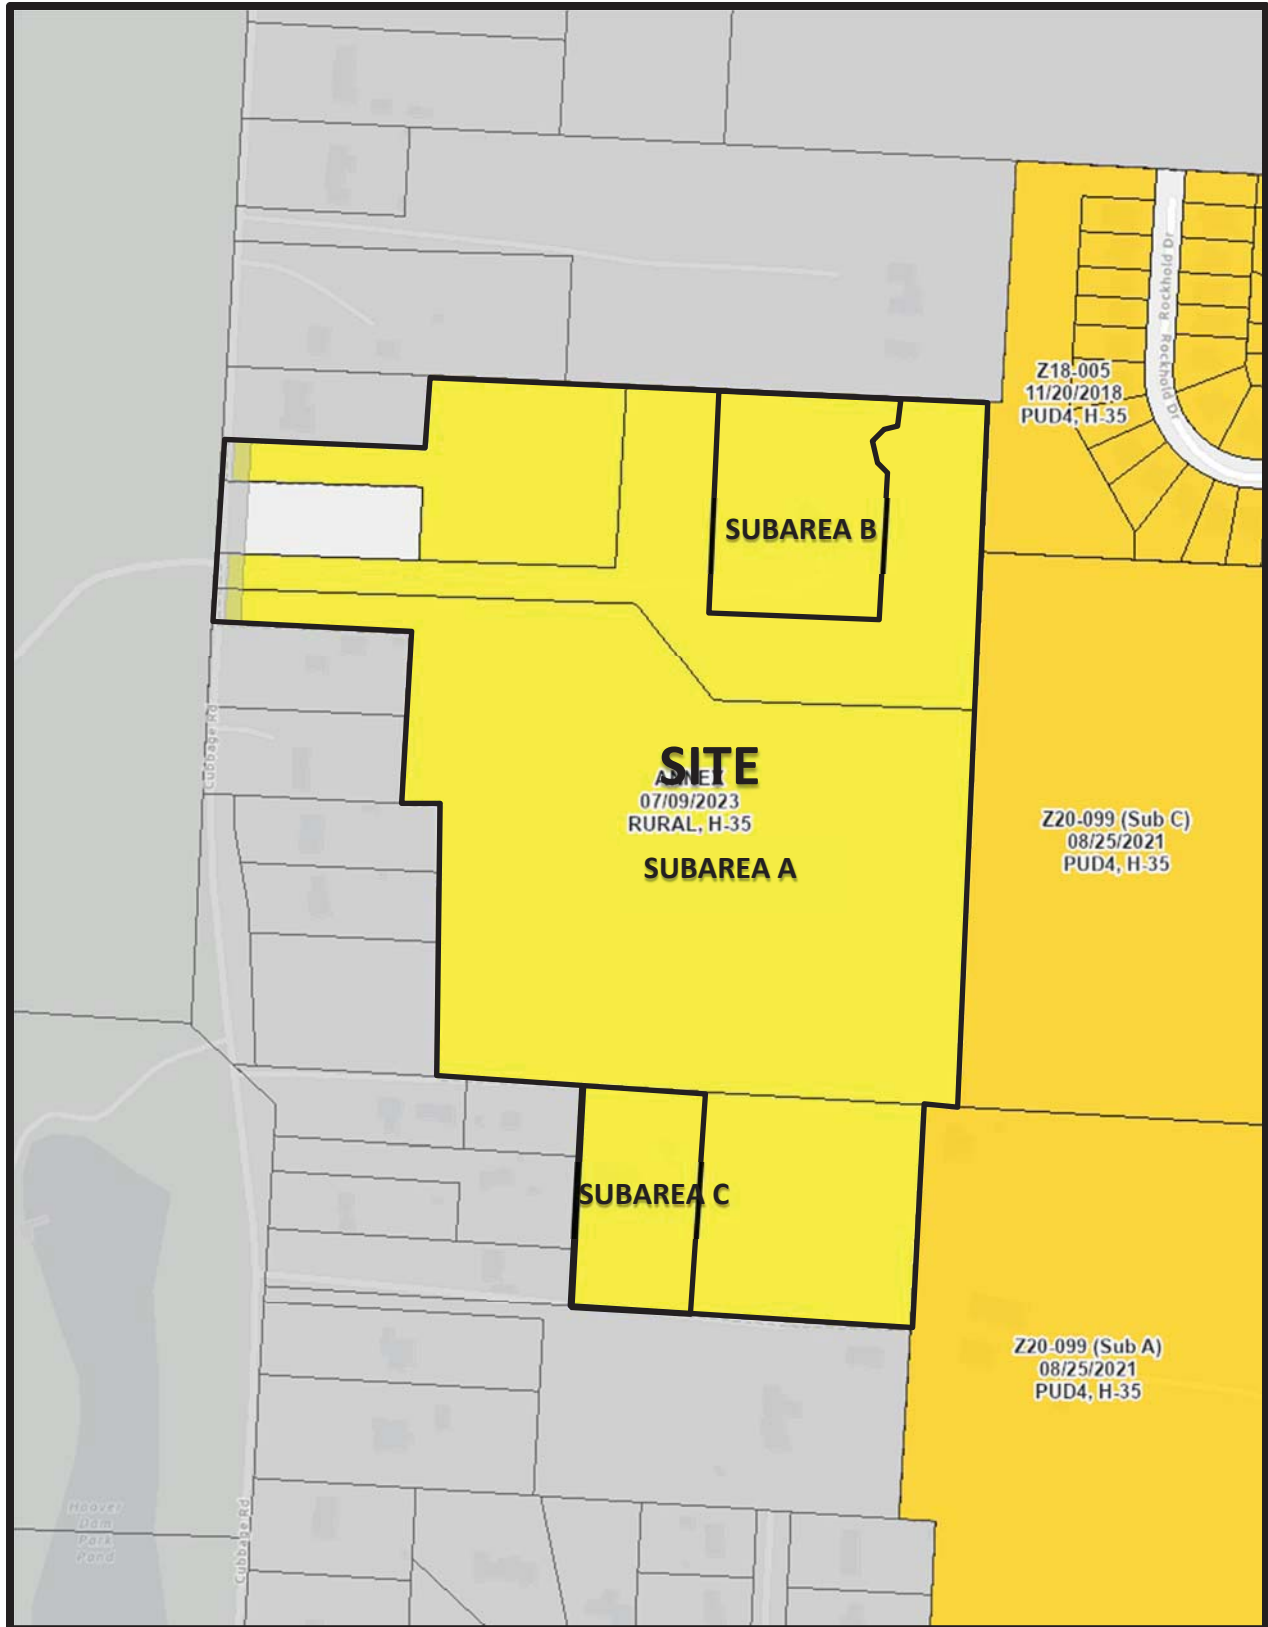 Rockhold Dr
Rockhold Dr
Z18-005
11/20/2018
PUD4, H-35
SUBAREA B
Cubbage Rd
SITE
ANNEX
07/09/2023
RURAL, H-35
SUBAREA A
Z20-099 (Sub C)
08/25/2021
PUD4, H-35
SUBAREA C
Z20-099 (Sub A)
08/25/2021
PUD4, H-35
Hoover
Dam
Park
Pond
Cubbage Rd